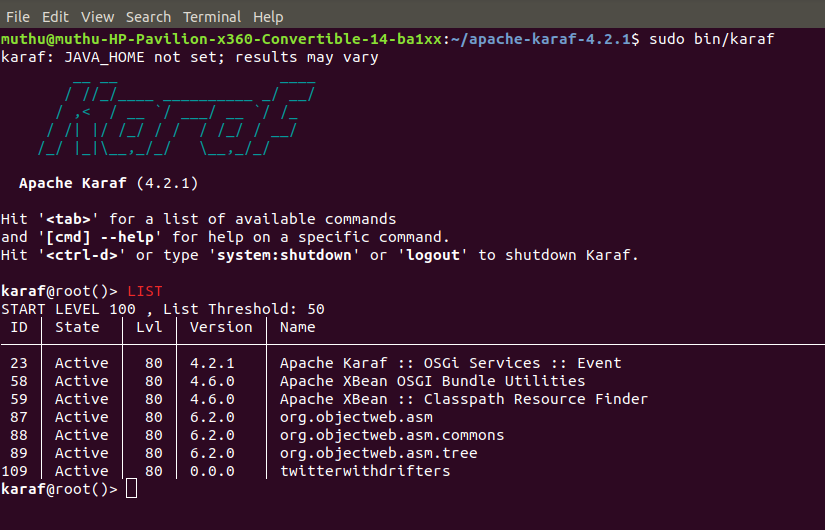 File Edit View Search Terminal Help
muthu@muthu-HP-Pavilion-x360-Convertible-14-ba1xx:~/apache-karaf-4.2.1$ sudo bin/karaf
karaf: JAVA_HOME not set; results may vary
        __ __                  ____
       / //_/____ __________ _/ __/
      / ,<  / __ `/ ___/ __ `/ /_
     / /| |/ /_/ / /  / /_/ / __/
    /_/ |_|\__,_/_/   \__,_/_/
Apache Karaf (4.2.1)
Hit '<tab>' for a list of available commands
and '[cmd] --help' for help on a specific command.
Hit '<ctrl-d>' or type 'system:shutdown' or 'logout' to shutdown Karaf.
karaf@root()> LIST
START LEVEL 100 , List Threshold: 50
ID │ State │ Lvl │ Version │ Name
23 │ Active │ 80 │ 4.2.1 │ Apache Karaf :: OSGi Services :: Event
58 │ Active │ 80 │ 4.6.0 │ Apache XBean OSGI Bundle Utilities
59 │ Active │ 80 │ 4.6.0 │ Apache XBean :: Classpath Resource Finder
87 │ Active │ 80 │ 6.2.0 │ org.objectweb.asm
88 │ Active │ 80 │ 6.2.0 │ org.objectweb.asm.commons
89 │ Active │ 80 │ 6.2.0 │ org.objectweb.asm.tree
109 │ Active │ 80 │ 0.0.0 │ twitterwithdrifters
karaf@root()>